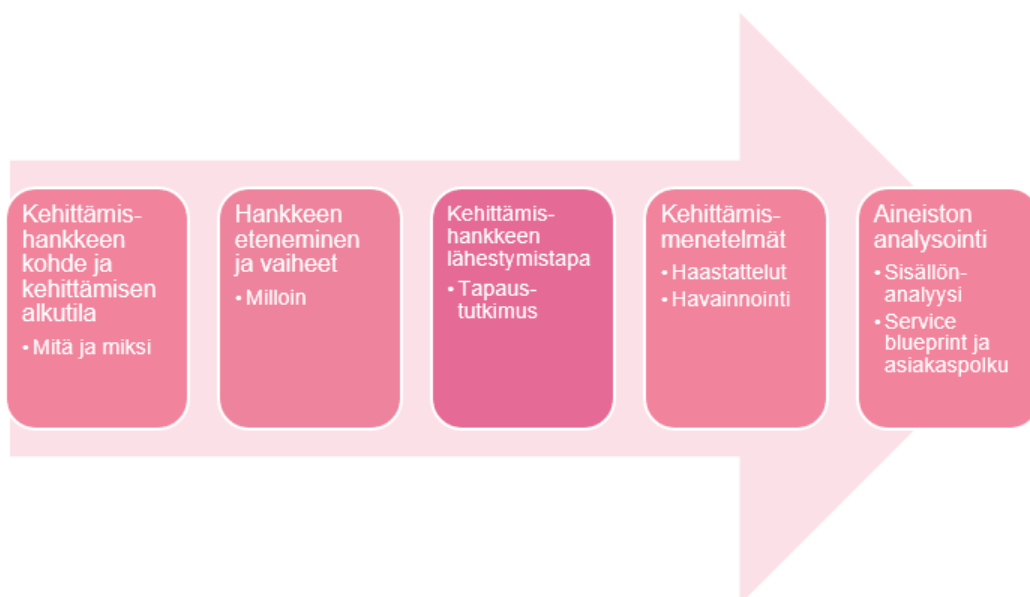 Kehittämis-
hankkeen
kohde ja
kehittämisen
alkutila
• Mitä ja miksi
Hankkeen
eteneminen
ja vaiheet
• Milloin
Kehittämis-
hankkeen
lähestymistapa
• Tapaus-
tutkimus
Kehittämis-
menetelmät
• Haastattelut
• Havainnointi
Aineiston
analysointi
• Sisällön-
analyysi
• Service
blueprint ja
asiakaspolku